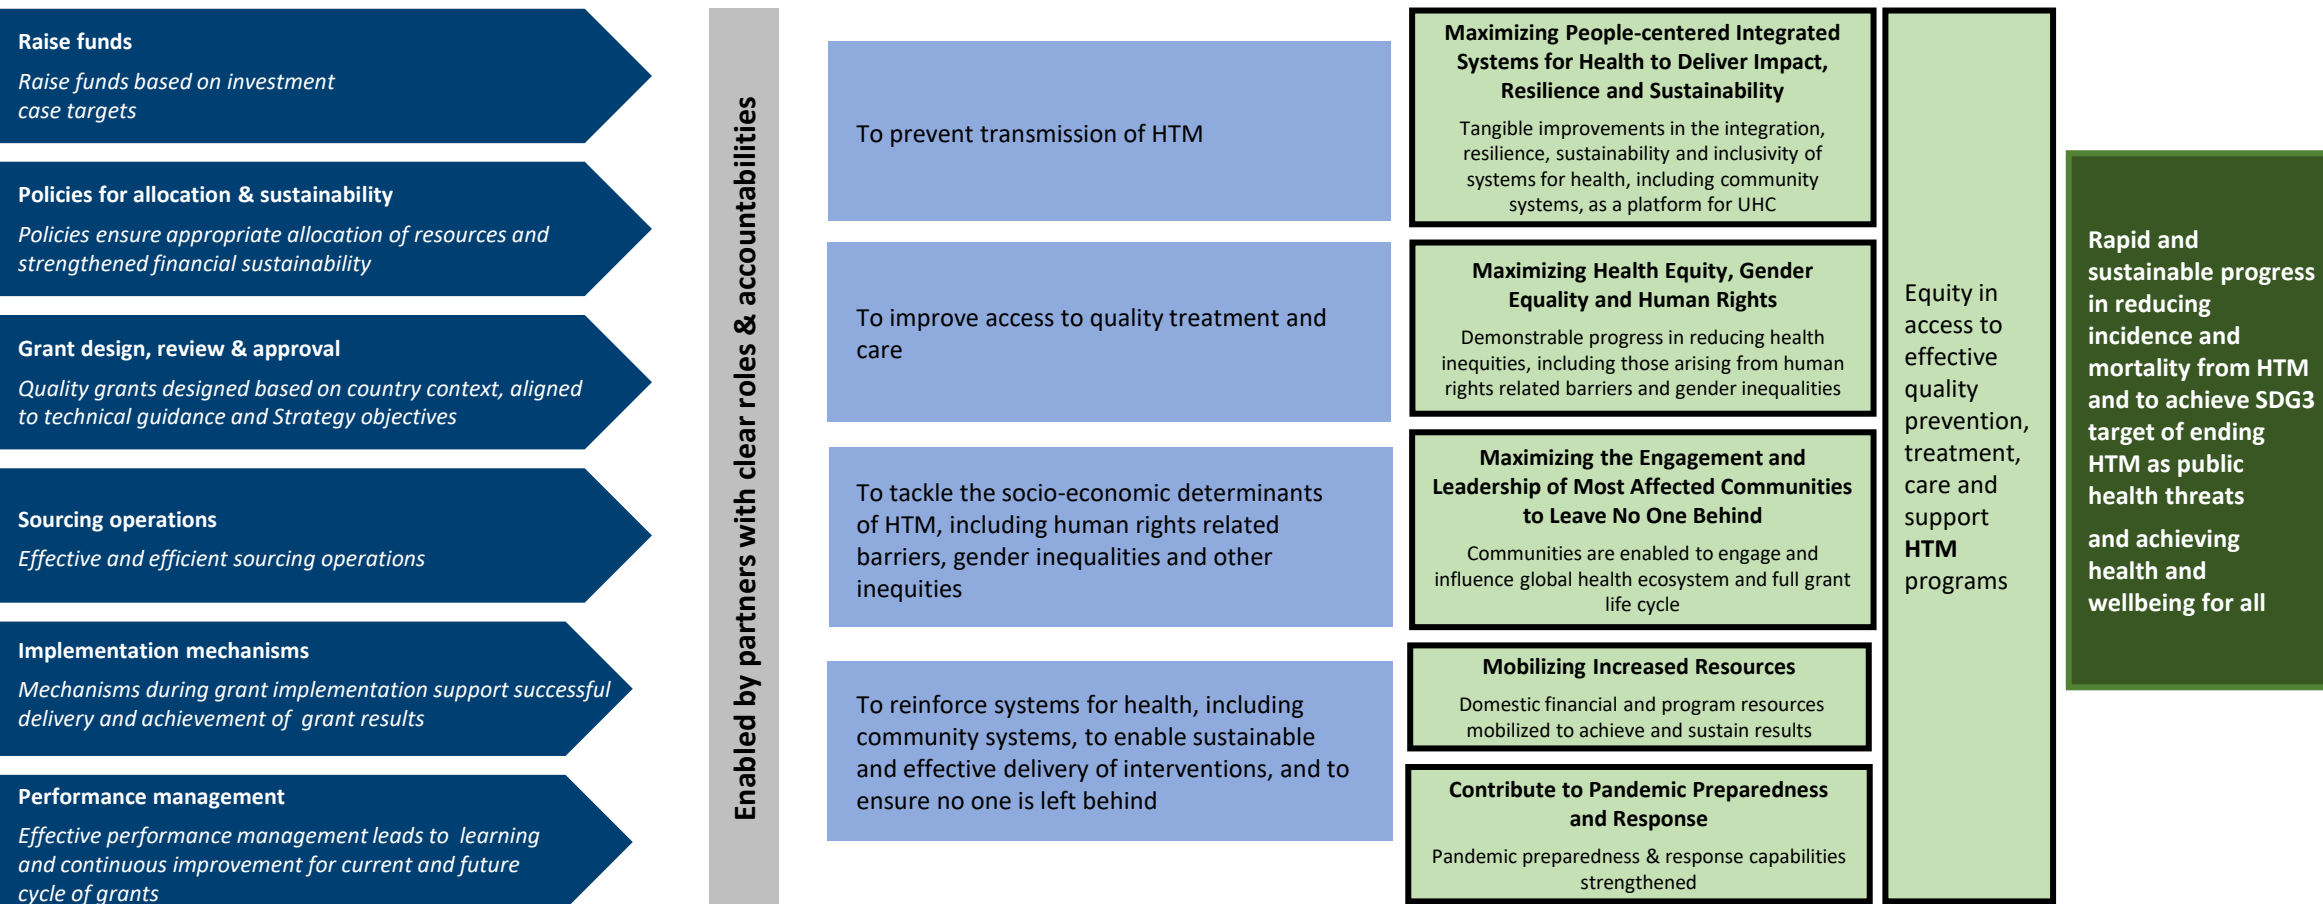 Raise funds
Raise funds based on investment
case targets
Policies for allocation & sustainability
Policies ensure appropriate allocation of resources and
strengthened financial sustainability
Grant design, review & approval
Quality grants designed based on country context, aligned
to technical guidance and Strategy objectives
Sourcing operations
Effective and efficient sourcing operations
Implementation mechanisms
Mechanisms during grant implementation support successful
delivery and achievement of grant results
Performance management
Effective performance management leads to learning
and continuous improvement for current and future
cycle of grants
Enabled by partners with clear roles & accountabilities
To prevent transmission of HTM
To improve access to quality treatment and
care
To tackle the socio-economic determinants
of HTM, including human rights related
barriers, gender inequalities and other
inequities
To reinforce systems for health, including
community systems, to enable sustainable
and effective delivery of interventions, and to
ensure no one is left behind
Maximizing People-centered Integrated
Systems for Health to Deliver Impact,
Resilience and Sustainability
Tangible improvements in the integration,
resilience, sustainability and inclusivity of
systems for health, including community
systems, as a platform for UHC
Maximizing Health Equity, Gender
Equality and Human Rights
Demonstrable progress in reducing health
inequities, including those arising from human
rights related barriers and gender inequalities
Maximizing the Engagement and
Leadership of Most Affected Communities
to Leave No One Behind
Communities are enabled to engage and
influence global health ecosystem and full grant
life cycle
Mobilizing Increased Resources
Domestic financial and program resources
mobilized to achieve and sustain results
Contribute to Pandemic Preparedness
and Response
Pandemic preparedness & response capabilities
strengthened
Equity in
access to
effective
quality
prevention,
treatment,
care and
support
HTM
programs
Rapid and
sustainable progress
in reducing
incidence and
mortality from HTM
and to achieve SDG3
target of ending
HTM as public
health threats
and achieving
health and
wellbeing for all